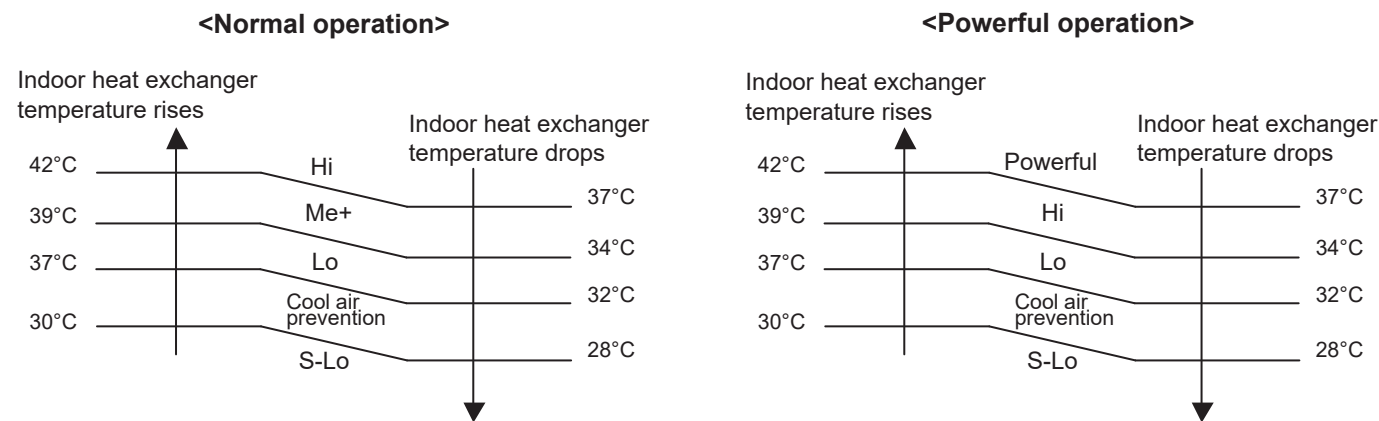 <Normal operation>
Indoor heat exchanger
temperature rises
Indoor heat exchanger
temperature drops
42°C
Hi
37°C
39°C
Me+
34°C
37°C
Lo
32°C
Cool air
prevention
30°C
28°C
S-Lo
<Powerful operation>
Indoor heat exchanger
temperature rises
Indoor heat exchanger
temperature drops
42°C
Powerful
37°C
39°C
Hi
34°C
37°C
Lo
32°C
Cool air
prevention
30°C
28°C
S-Lo